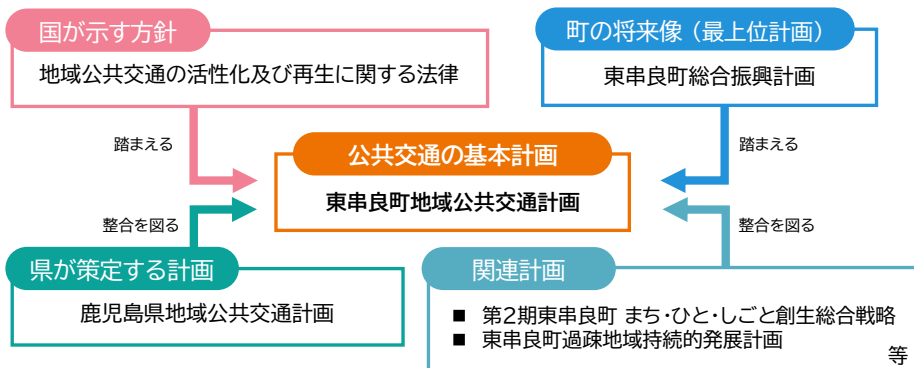 国が示す方針
地域公共交通の活性化及び再生に関する法律
町の将来像（最上位計画）
東串良町総合振興計画
踏まえる
踏まえる
公共交通の基本計画
東串良町地域公共交通計画
整合を図る
整合を図る
県が策定する計画
鹿児島県地域公共交通計画
関連計画
■ 第2期東串良町 まち・ひと・しごと創生総合戦略
■ 東串良町過疎地域持続的発展計画
等